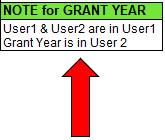 NOTE for GRANT YEAR
User1 & User2 are in User1
Grant Year is in User 2